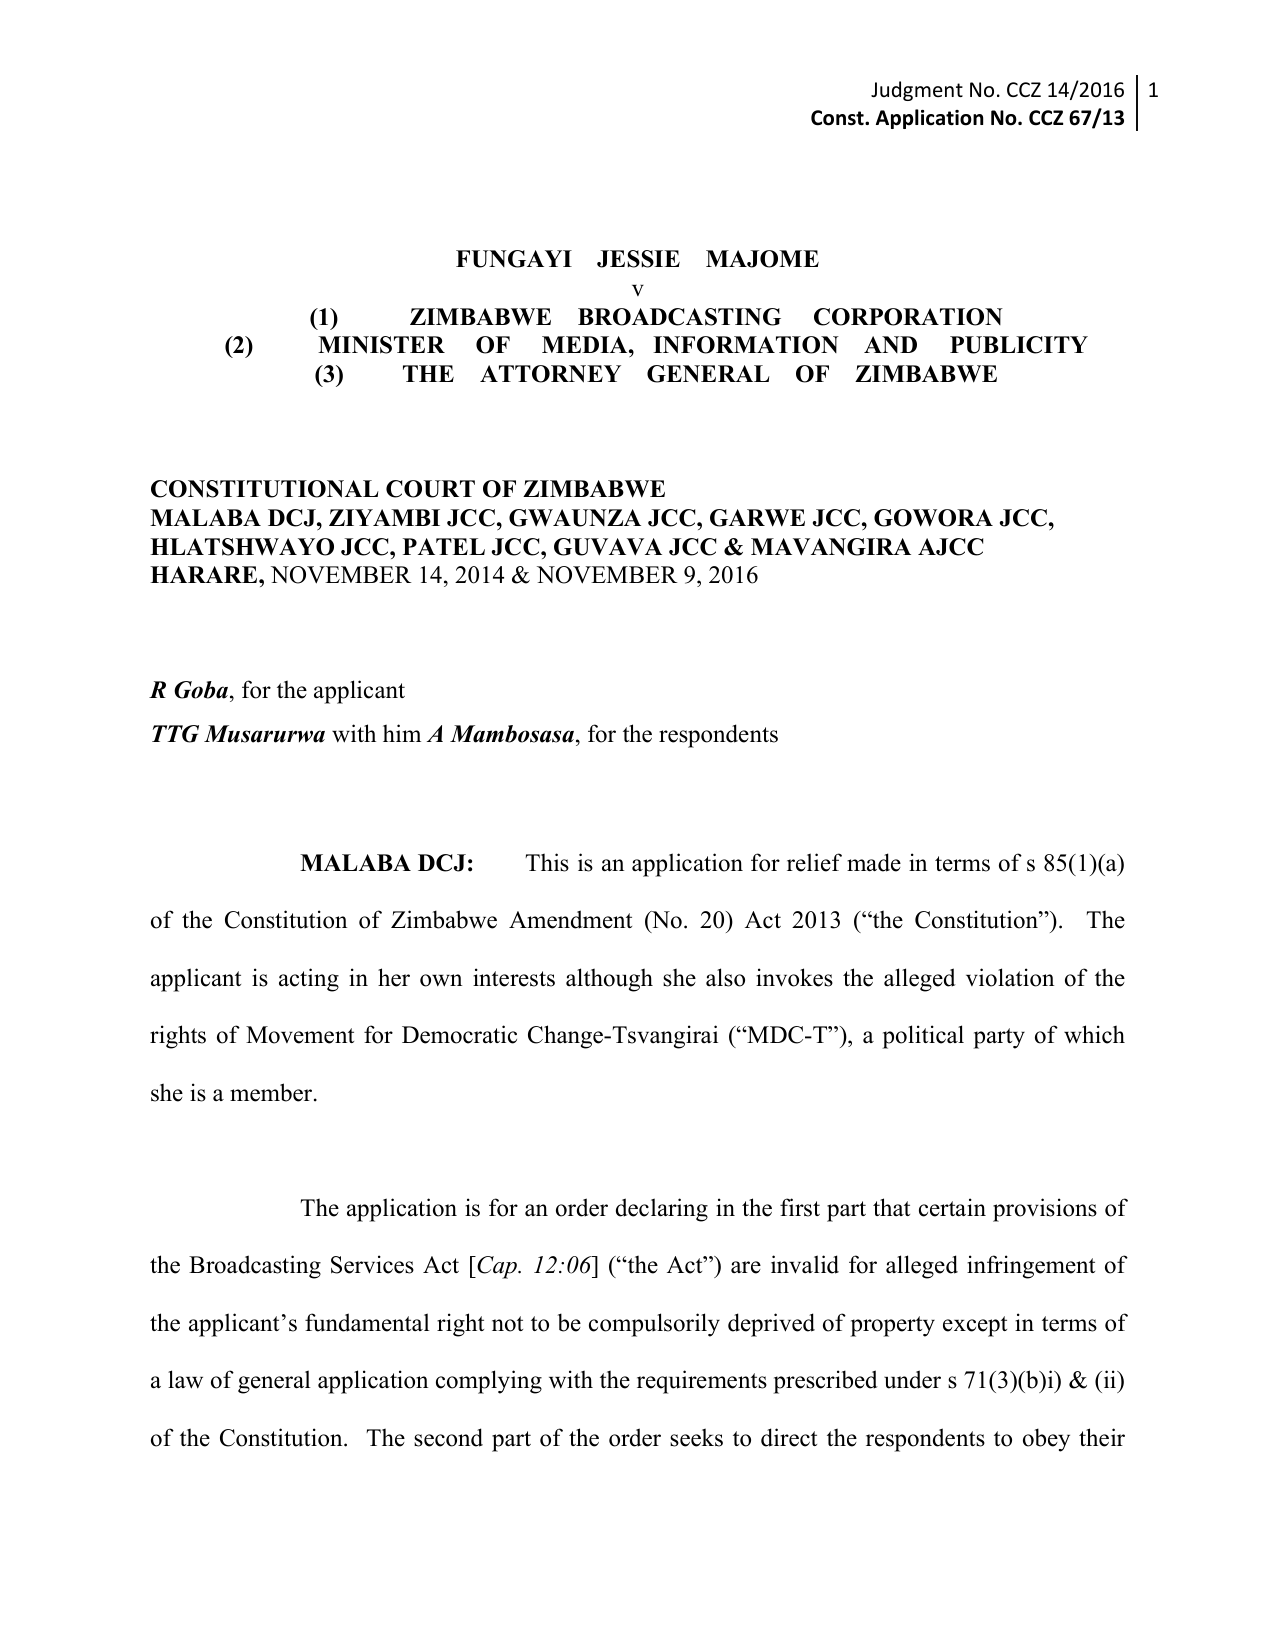 Judgment No. CCZ 14/2016 1
Const. Application No. CCZ 67/13
FUNGAYI JESSIE MAJOME
v
(1) ZIMBABWE BROADCASTING CORPORATION
(2) MINISTER OF MEDIA, INFORMATION AND PUBLICITY
(3) THE ATTORNEY GENERAL OF ZIMBABWE
CONSTITUTIONAL COURT OF ZIMBABWE
MALABA DCJ, ZIYAMBI JCC, GWAUNZA JCC, GARWE JCC, GOWORA JCC,
HLATSHWAYO JCC, PATEL JCC, GUVAVA JCC & MAVANGIRA AJCC
HARARE, NOVEMBER 14, 2014 & NOVEMBER 9, 2016
R Goba, for the applicant
TTG Musarurwa with him A Mambosasa, for the respondents
MALABA DCJ: This is an application for relief made in terms of s 85(1)(a)
of the Constitution of Zimbabwe Amendment (No. 20) Act 2013 (“the Constitution”). The
applicant is acting in her own interests although she also invokes the alleged violation of the
rights of Movement for Democratic Change-Tsvangirai (“MDC-T”), a political party of which
she is a member.
The application is for an order declaring in the first part that certain provisions of
the Broadcasting Services Act [Cap. 12:06] (“the Act”) are invalid for alleged infringement of
the applicant’s fundamental right not to be compulsorily deprived of property except in terms of
a law of general application complying with the requirements prescribed under s 71(3)(b)i) & (ii)
of the Constitution. The second part of the order seeks to direct the respondents to obey their